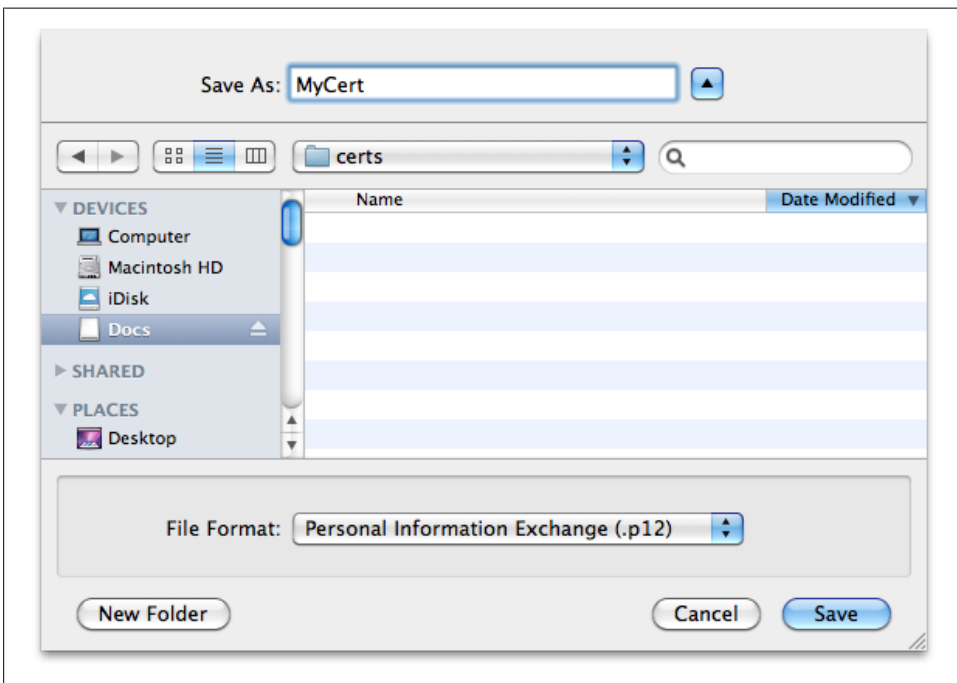 Save As: MyCert
certs
Name Date Modified
DEVICES
Computer
Macintosh HD
iDisk
Docs
SHARED
PLACES
Desktop
File Format: Personal Information Exchange (.p12)
New Folder Cancel Save